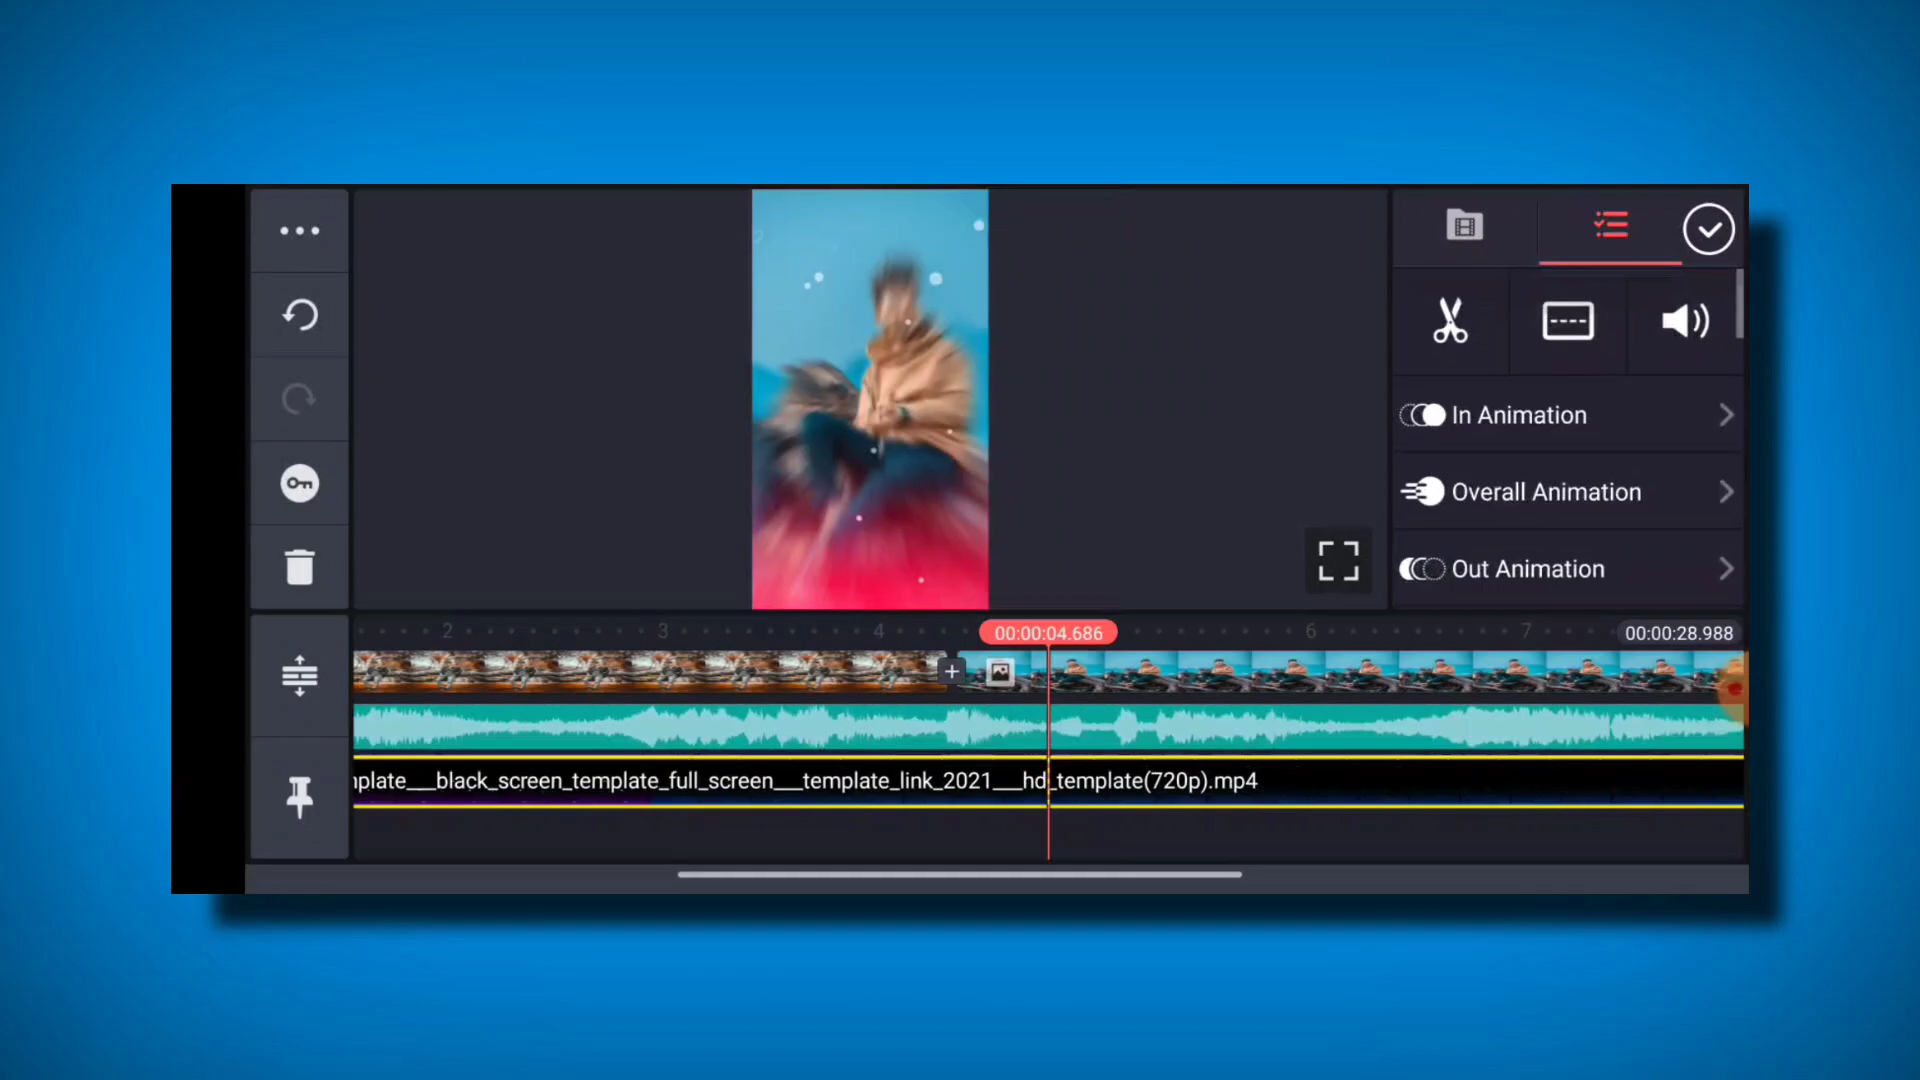 In Animation
Overall Animation
Out Animation
2
3
4
00:00:04.686
6
7
00:00:28.988
plate___black_screen_template_full_screen___template_link_2021___hd_template(720p).mp4